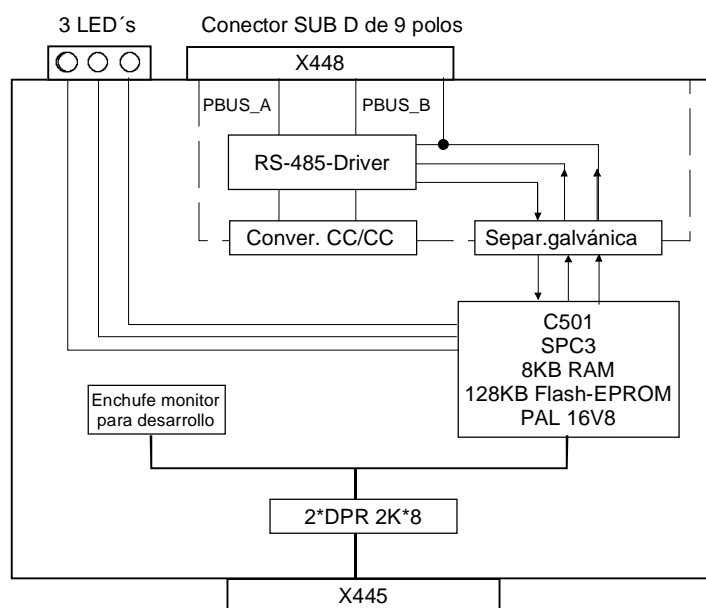 3 LED´s
Conector SUB D de 9 polos
X448
PBUS_A
PBUS_B
RS-485-Driver
Conver. CC/CC
Separ.galvánica
C501
SPC3
8KB RAM
128KB Flash-EPROM
PAL 16V8
Enchufe monitor
para desarrollo
2*DPR 2K*8
X445